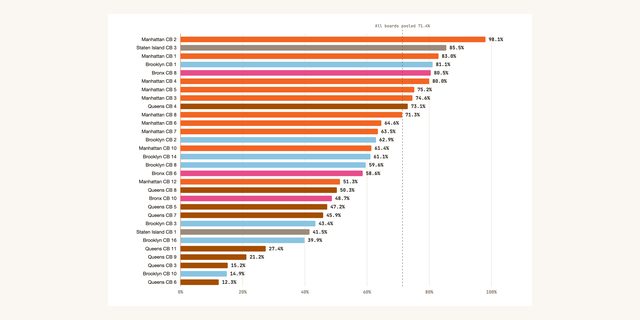 All boards pooled 71.4%
Manhattan CB 2 98.1%
Staten Island CB 3 85.5%
Manhattan CB 1 83.0%
Brooklyn CB 1 81.1%
Bronx CB 8 80.5%
Manhattan CB 4 80.0%
Manhattan CB 5 75.2%
Manhattan CB 3 74.6%
Queens CB 4 73.1%
Manhattan CB 8 71.3%
Manhattan CB 6 64.6%
Manhattan CB 7 63.5%
Brooklyn CB 2 62.9%
Manhattan CB 10 61.4%
Brooklyn CB 14 61.1%
Brooklyn CB 8 59.6%
Bronx CB 6 58.6%
Manhattan CB 12 51.3%
Queens CB 8 50.3%
Bronx CB 10 48.7%
Queens CB 5 47.2%
Queens CB 7 45.9%
Brooklyn CB 3 43.4%
Staten Island CB 1 41.5%
Brooklyn CB 16 39.9%
Queens CB 11 27.4%
Queens CB 9 21.2%
Queens CB 3 15.2%
Brooklyn CB 10 14.9%
Queens CB 6 12.3%
0% 20% 40% 60% 80% 100%